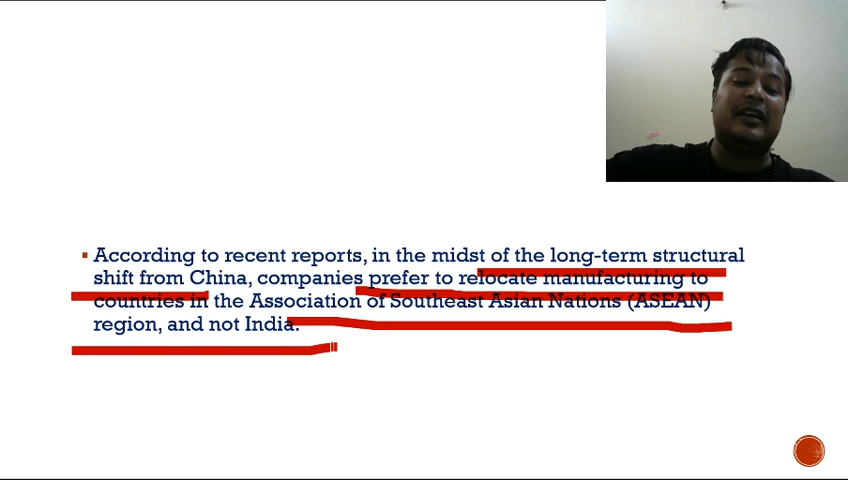 According to recent reports, in the midst of the long-term structural
shift from China, companies prefer to relocate manufacturing to
countries in the Association of Southeast Asian Nations (ASEAN)
region, and not India.